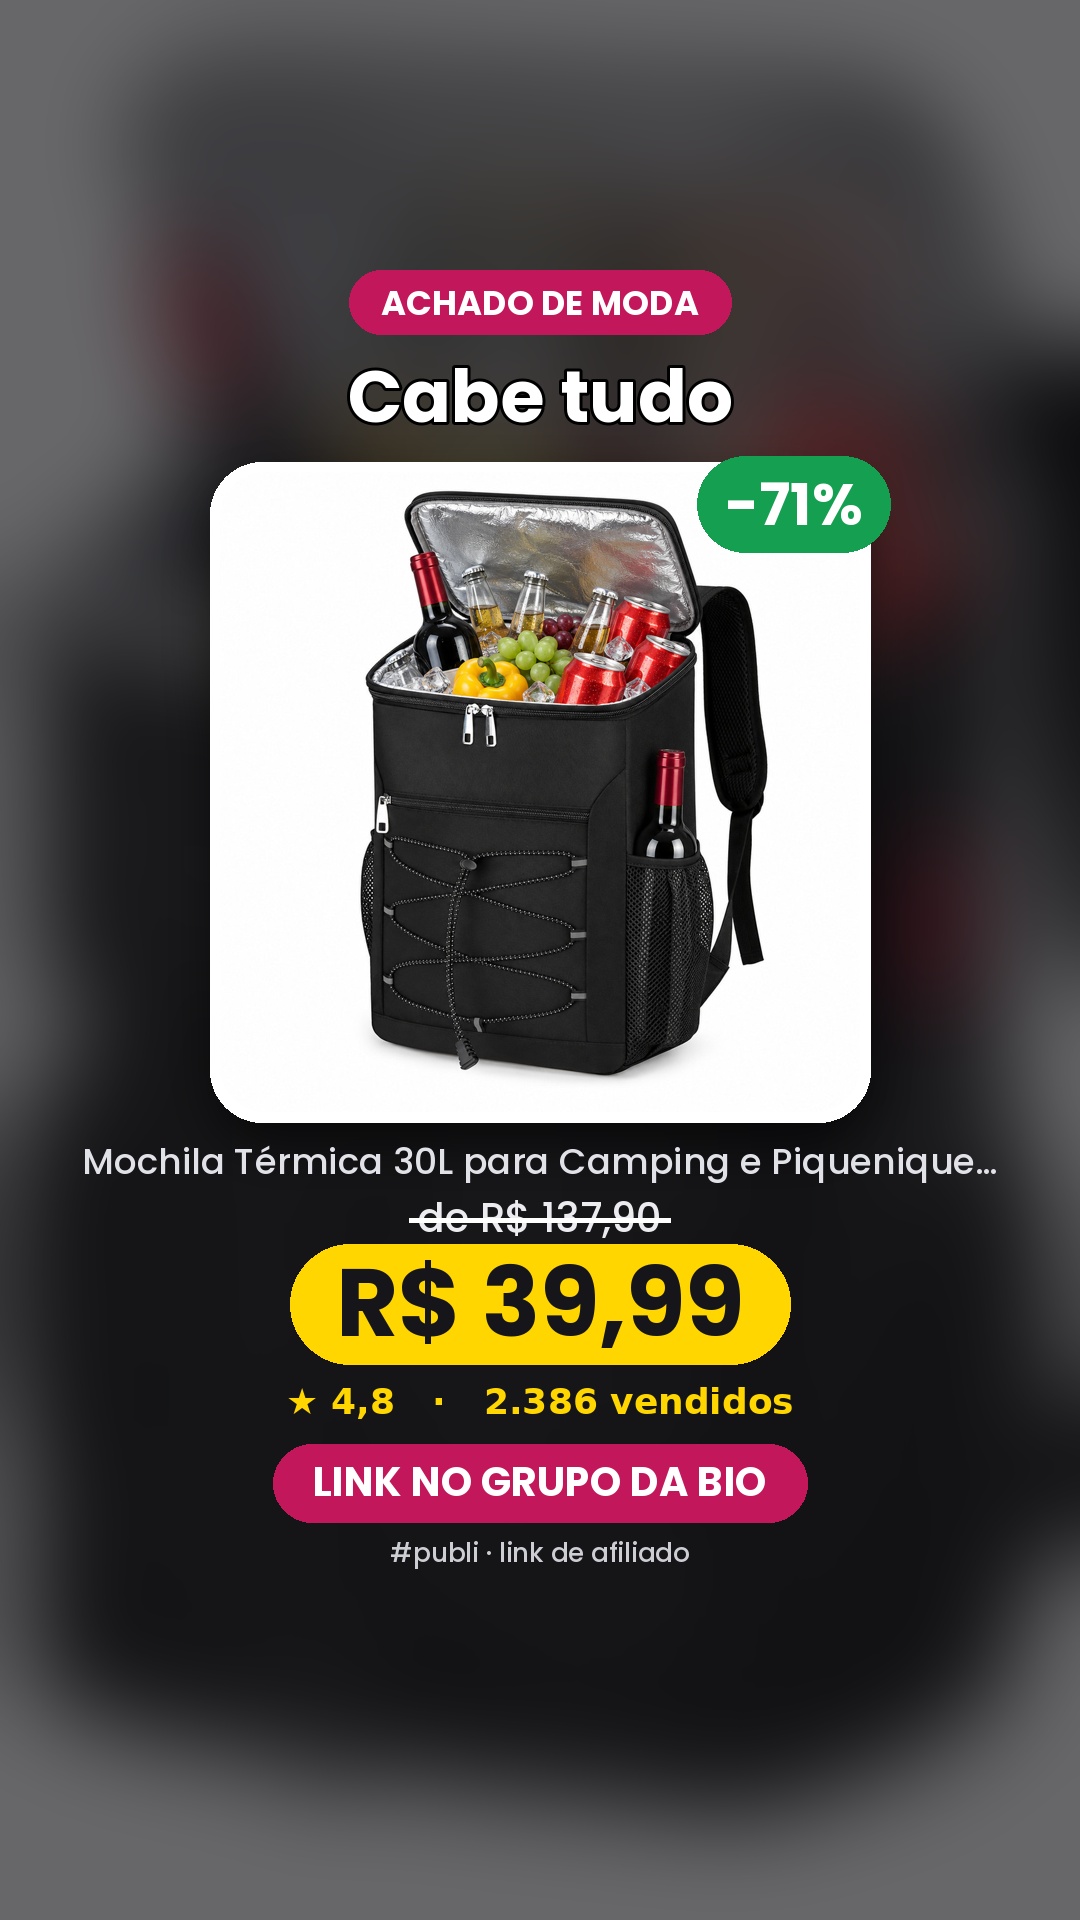 ACHADO DE MODA
Cabe tudo
-71%
Mochila Térmica 30L para Camping e Piquenique...
de R$ 137,90
R$ 39,99
★ 4,8 · 2.386 vendidos
LINK NO GRUPO DA BIO
#publi · link de afiliado